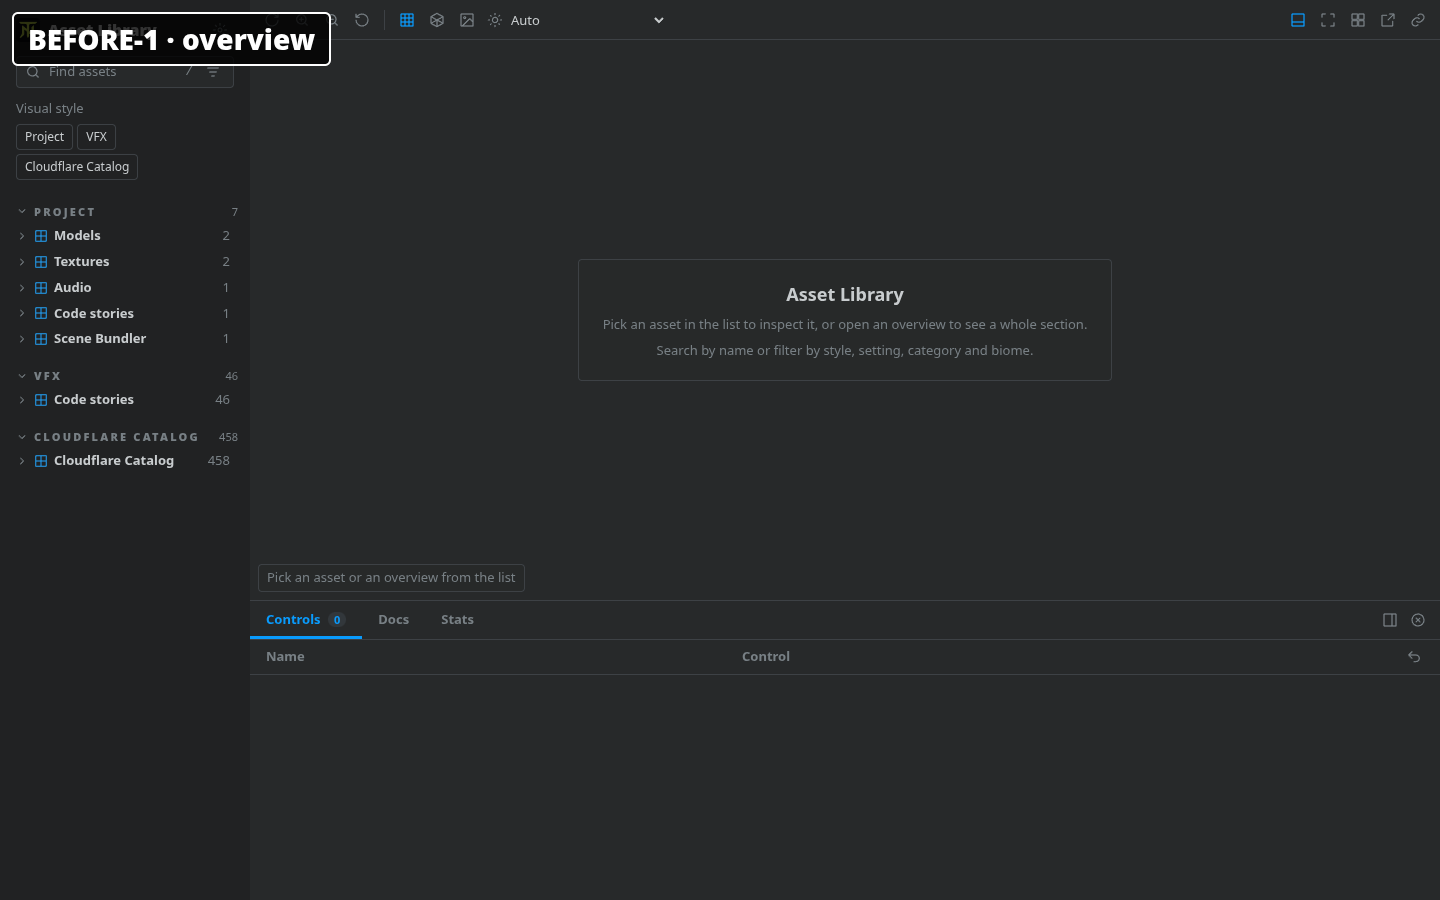 BEFORE-1 · overview
Auto
Find assets /
Visual style
Project VFX
Cloudflare Catalog
PROJECT 7
Models 2
Textures 2
Audio 1
Code stories 1
Scene Bundler 1
VFX 46
Code stories 46
CLOUDFLARE CATALOG 458
Cloudflare Catalog 458
Asset Library
Pick an asset in the list to inspect it, or open an overview to see a whole section.
Search by name or filter by style, setting, category and biome.
Pick an asset or an overview from the list
Controls 0 Docs Stats
Name Control